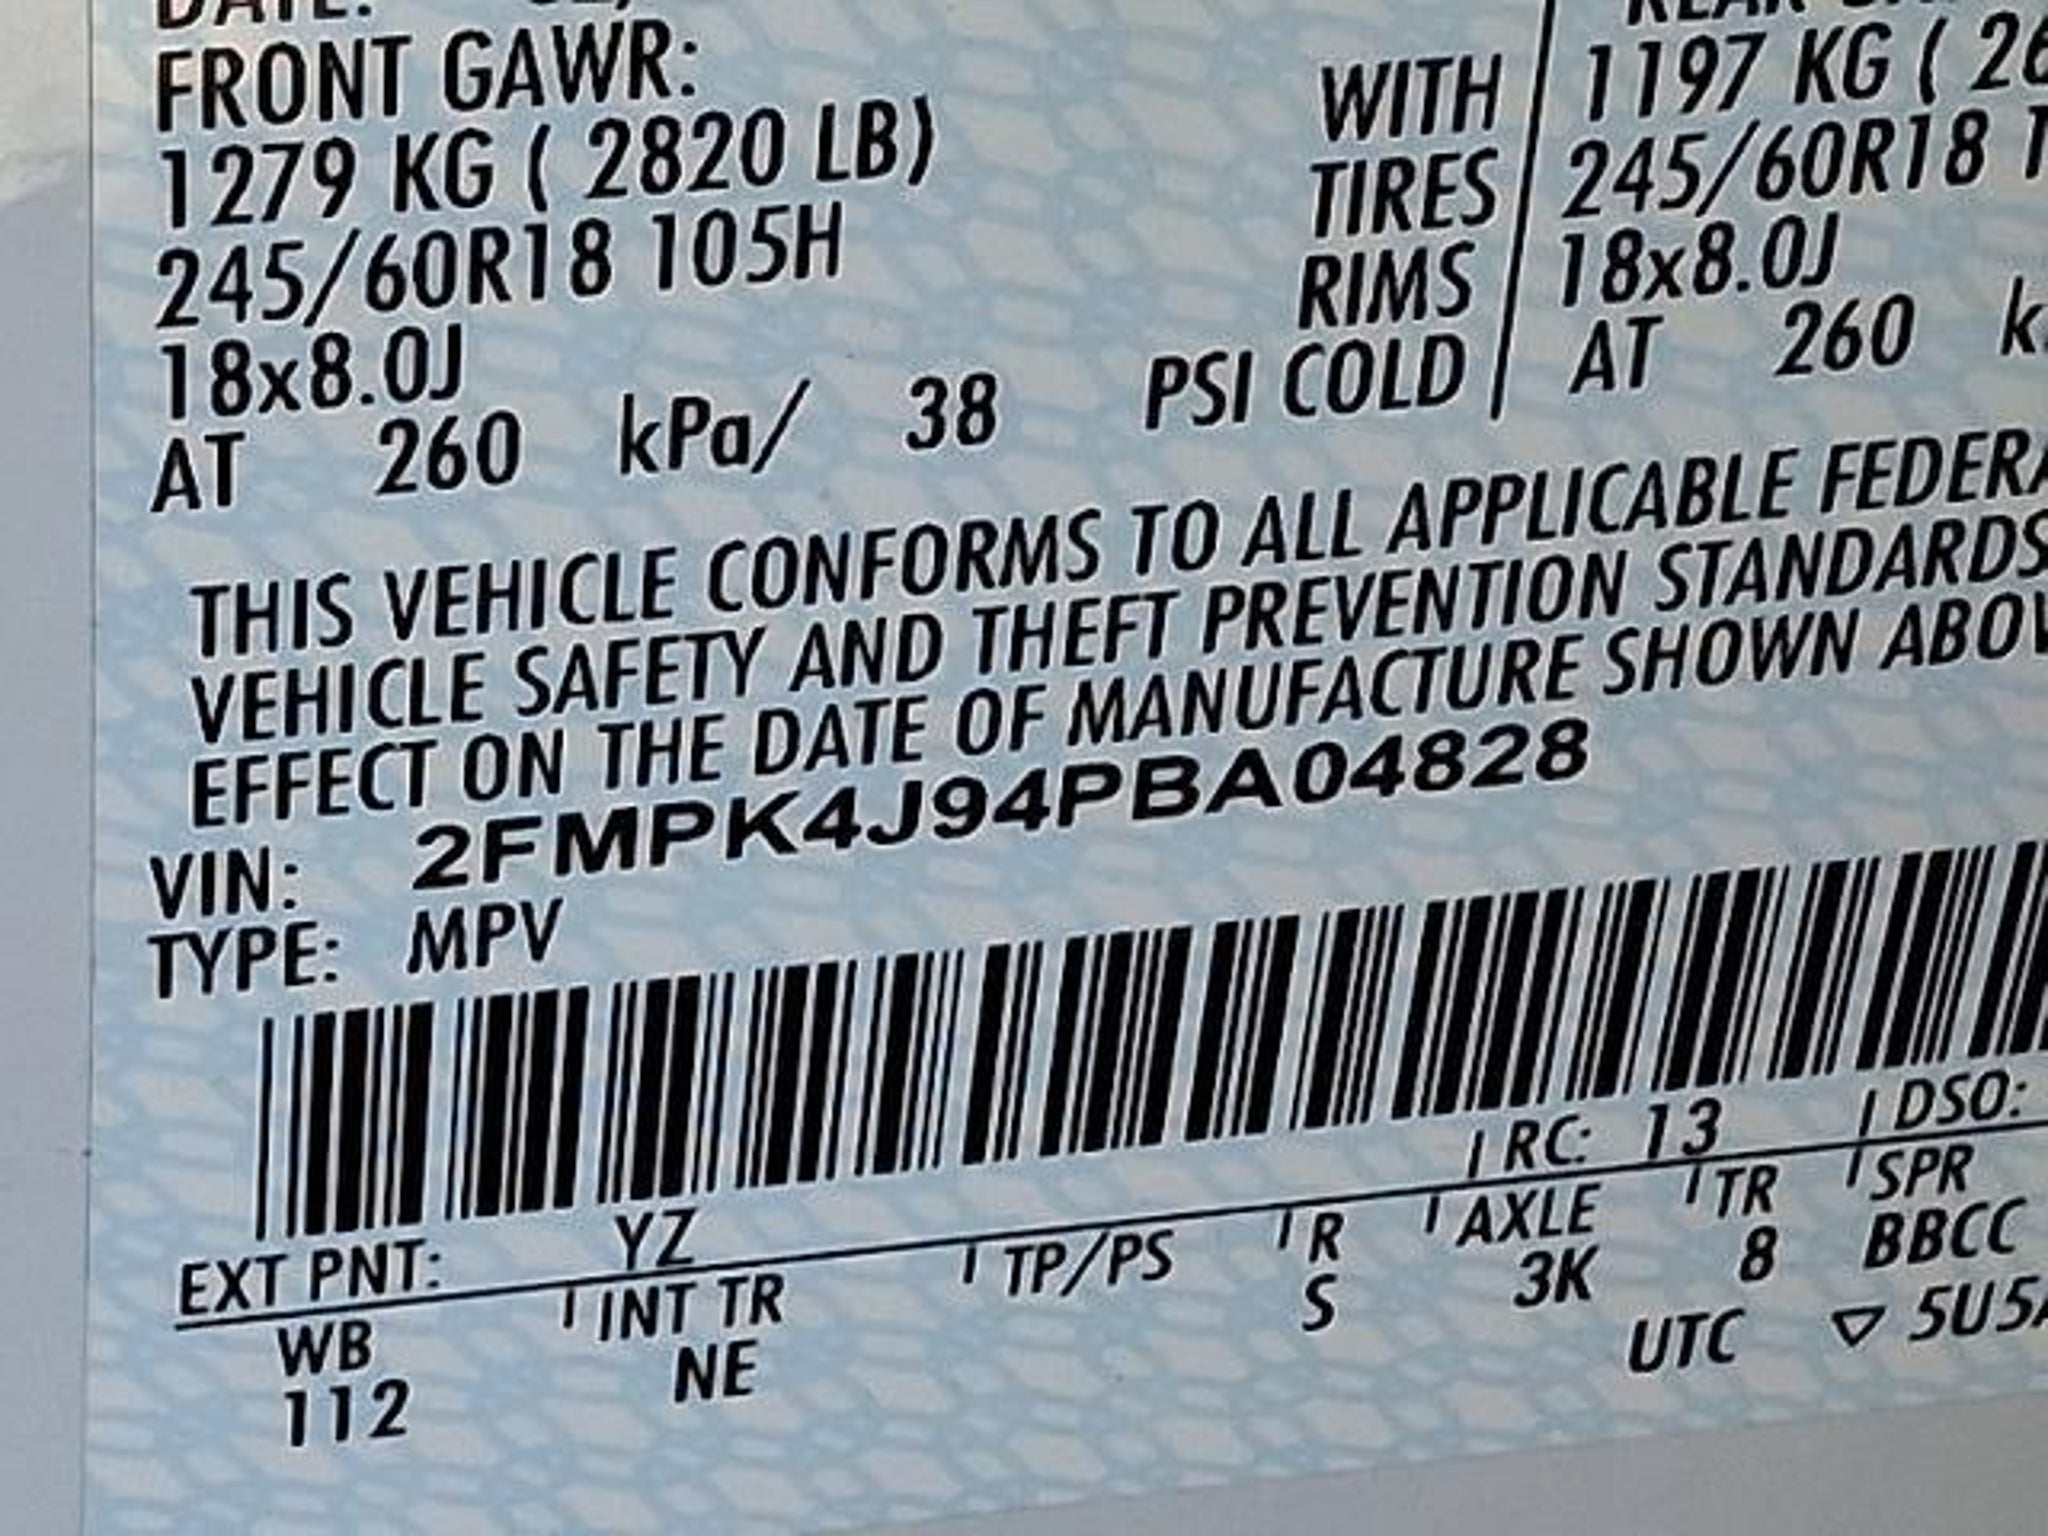 DATE:
FRONT GAWR:
1279 KG ( 2820 LB)
245/60R18 105H
18x8.0J
AT 260 kPa/ 38 PSI COLD
WITH
TIRES
RIMS
REAR
1197 KG (
245/60R18
18x8.0J
AT 260
THIS VEHICLE CONFORMS TO ALL APPLICABLE
VEHICLE SAFETY AND THEFT PREVENTION STANDARDS
EFFECT ON THE DATE OF MANUFACTURE SHOWN
VIN: 2FMPK4J94PBA04828
TYPE: MPV
EXT PNT: YZ RC: 13 DSO:
WB INT TR TP/PS R AXLE TR SPR
112 NE S 3K 8 BBCC
UTC ▽